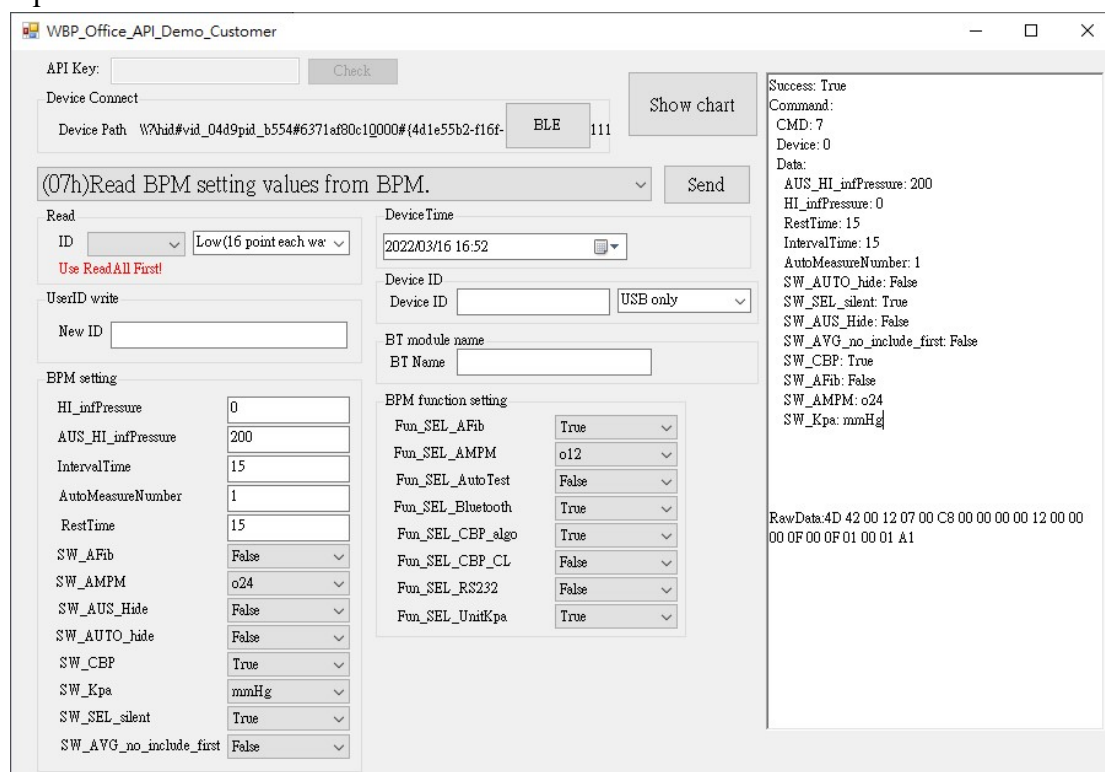 WBP_Office_API_Demo_Customer
API Key:
Check
Device Connect
Device Path \\?\hid#vid_04d9pid_b554#6371af80c10000#{4d1e55b2-f16f-
BLE
111
Show chart
(07h)Read BPM setting values from BPM.
Send
Read
ID
Low(16 point each wav
Use ReadAll First!
UserID write
New ID
BPM setting
HI_infPressure 0
AUS_HI_infPressure 200
IntervalTime 15
AutoMeasureNumber 1
RestTime 15
SW_AFib False
SW_AMPM o24
SW_AUS_Hide False
SW_AUTO_hide False
SW_CBP True
SW_Kpa mmHg
SW_SEL_silent True
SW_AVG_no_include_first False
DeviceTime
2022/03/16 16:52
Device ID
Device ID
USB only
BT module name
BT Name
BPM function setting
Fun_SEL_AFib True
Fun_SEL_AMPM o12
Fun_SEL_AutoTest False
Fun_SEL_Bluetooth True
Fun_SEL_CBP_algo True
Fun_SEL_CBP_CL False
Fun_SEL_RS232 False
Fun_SEL_UnitKpa True
Success: True
Command:
CMD: 7
Device: 0
Data:
AUS_HI_infPressure: 200
HI_infPressure: 0
RestTime: 15
IntervalTime: 15
AutoMeasureNumber: 1
SW_AUTO_hide: False
SW_SEL_silent: True
SW_AUS_Hide: False
SW_AVG_no_include_first: False
SW_CBP: True
SW_AFib: False
SW_AMPM: o24
SW_Kpa: mmHg
RawData:4D 42 00 12 07 00 C8 00 00 00 00 12 00 00
00 0F 00 0F 01 00 01 A1